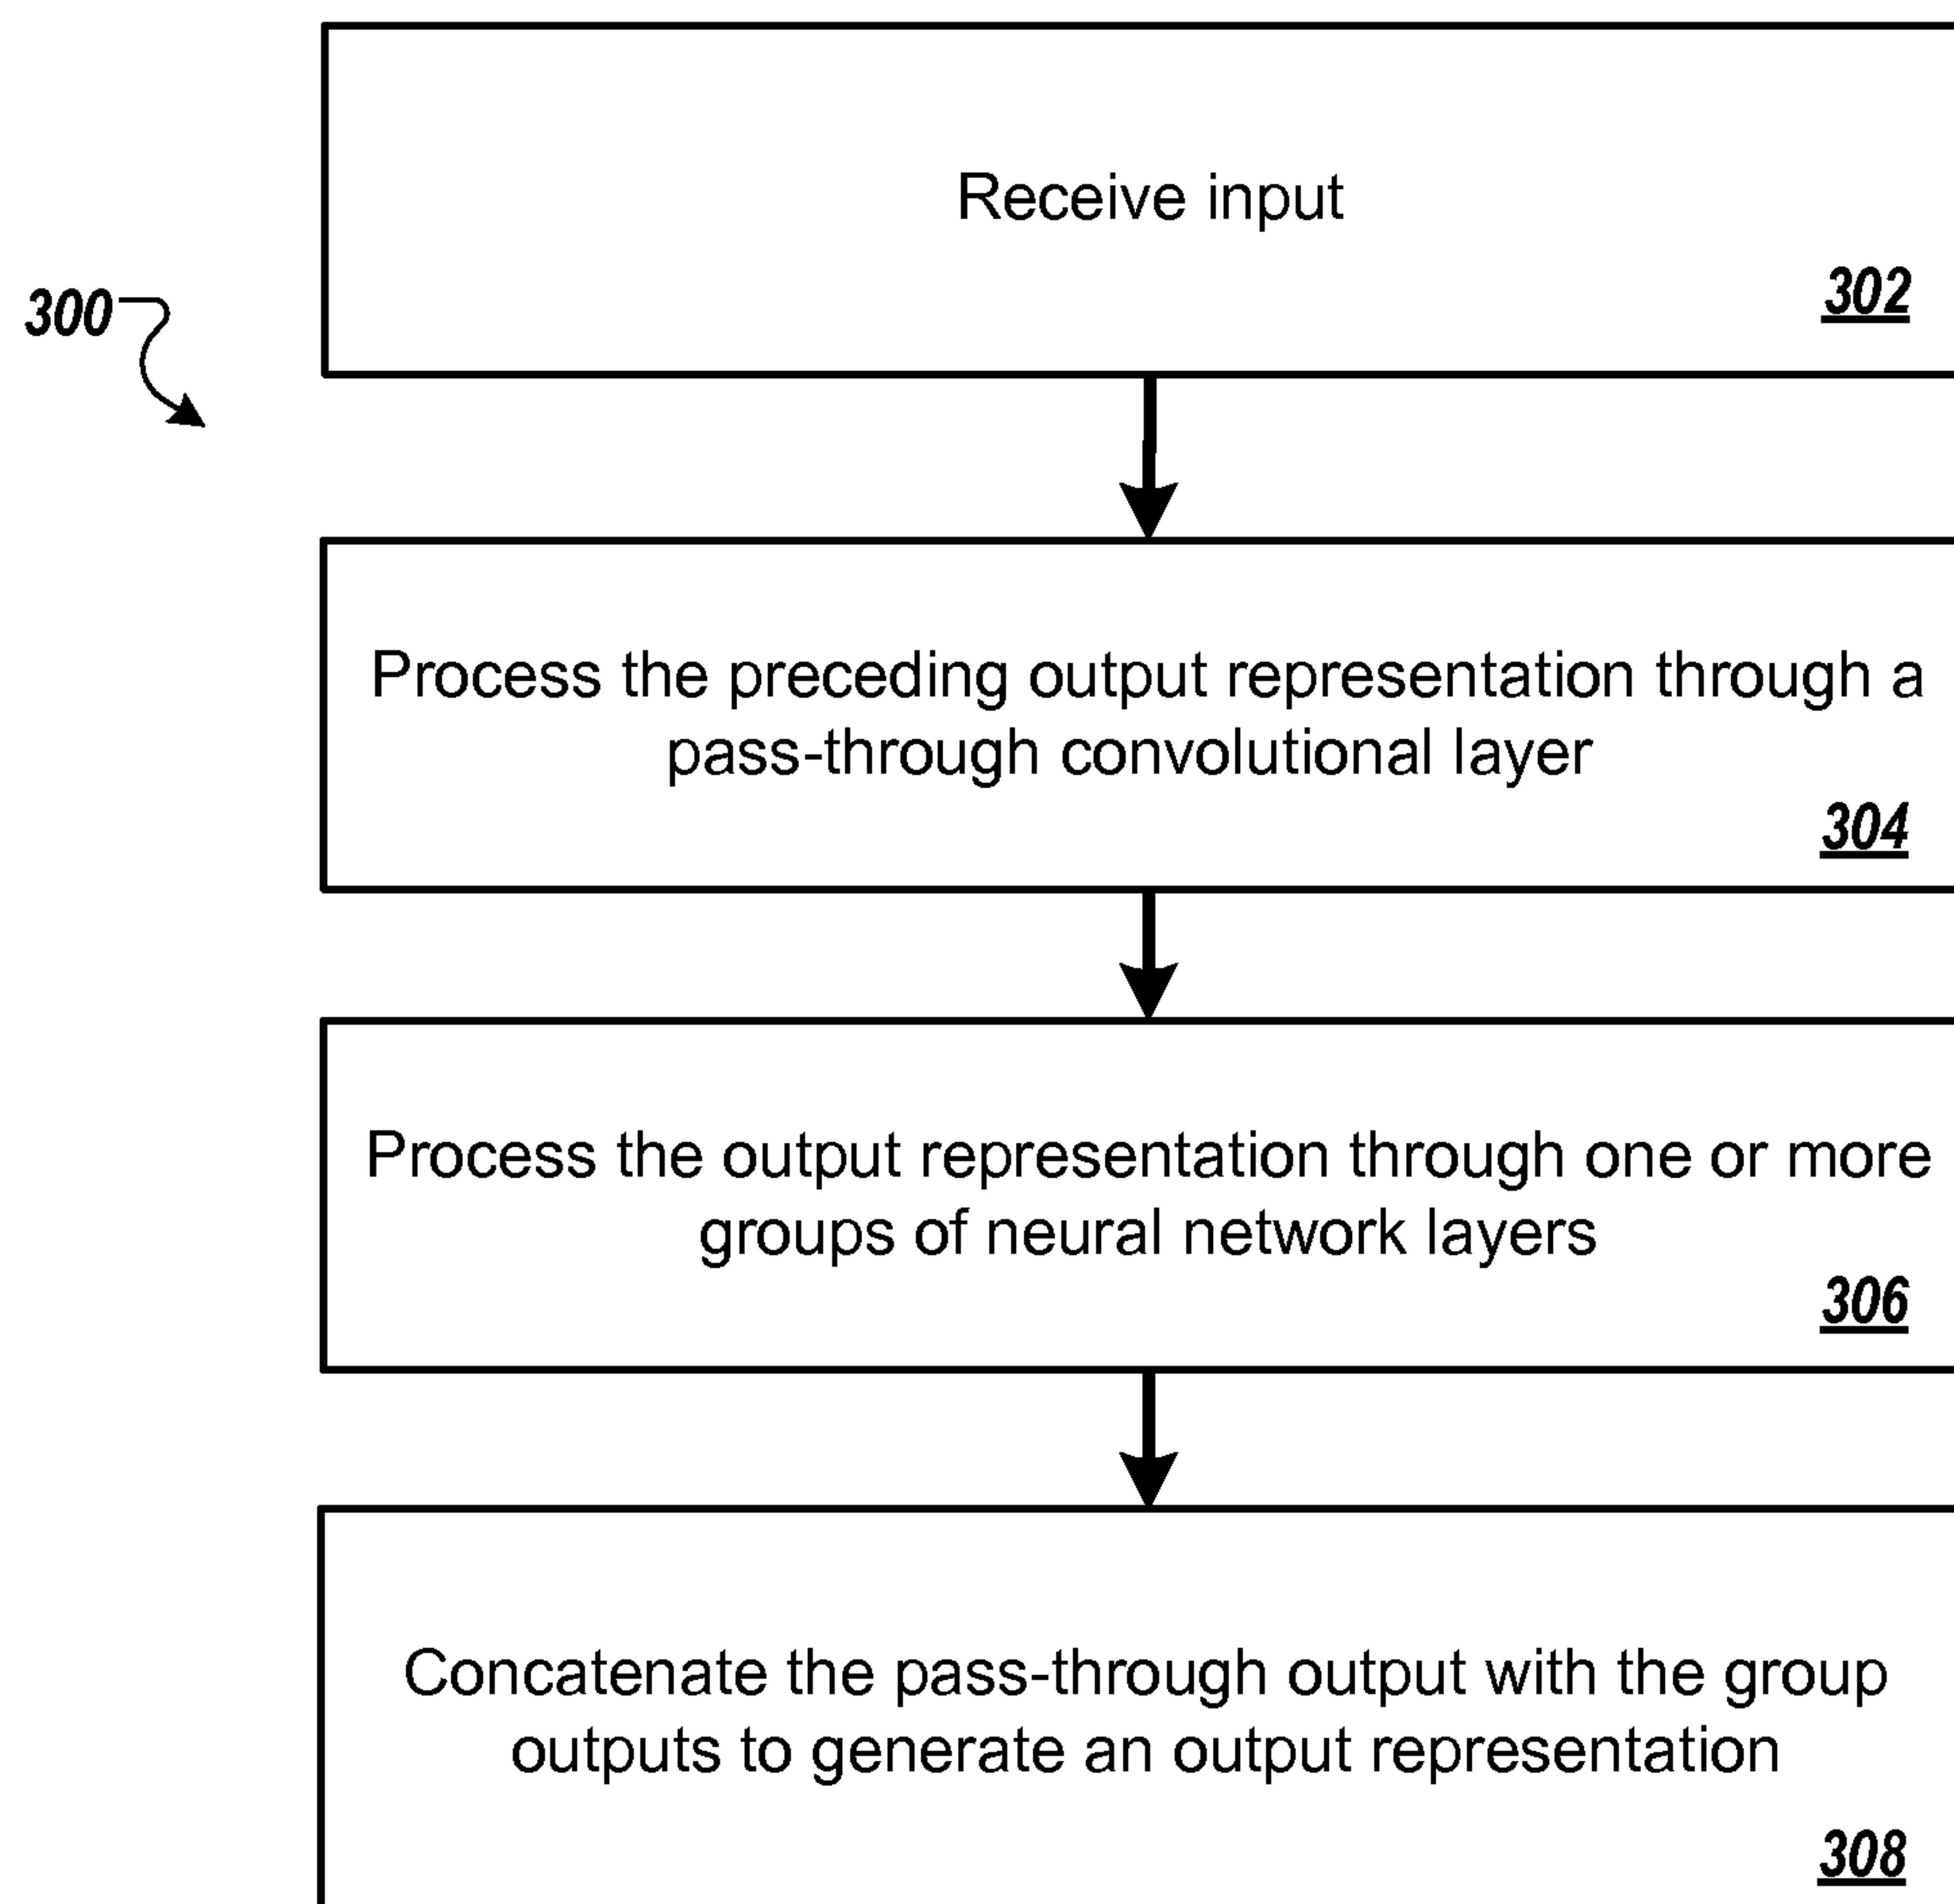 Receive input
302
300
Process the preceding output representation through a
pass-through convolutional layer
304
Process the output representation through one or more
groups of neural network layers
306
Concatenate the pass-through output with the group
outputs to generate an output representation
308